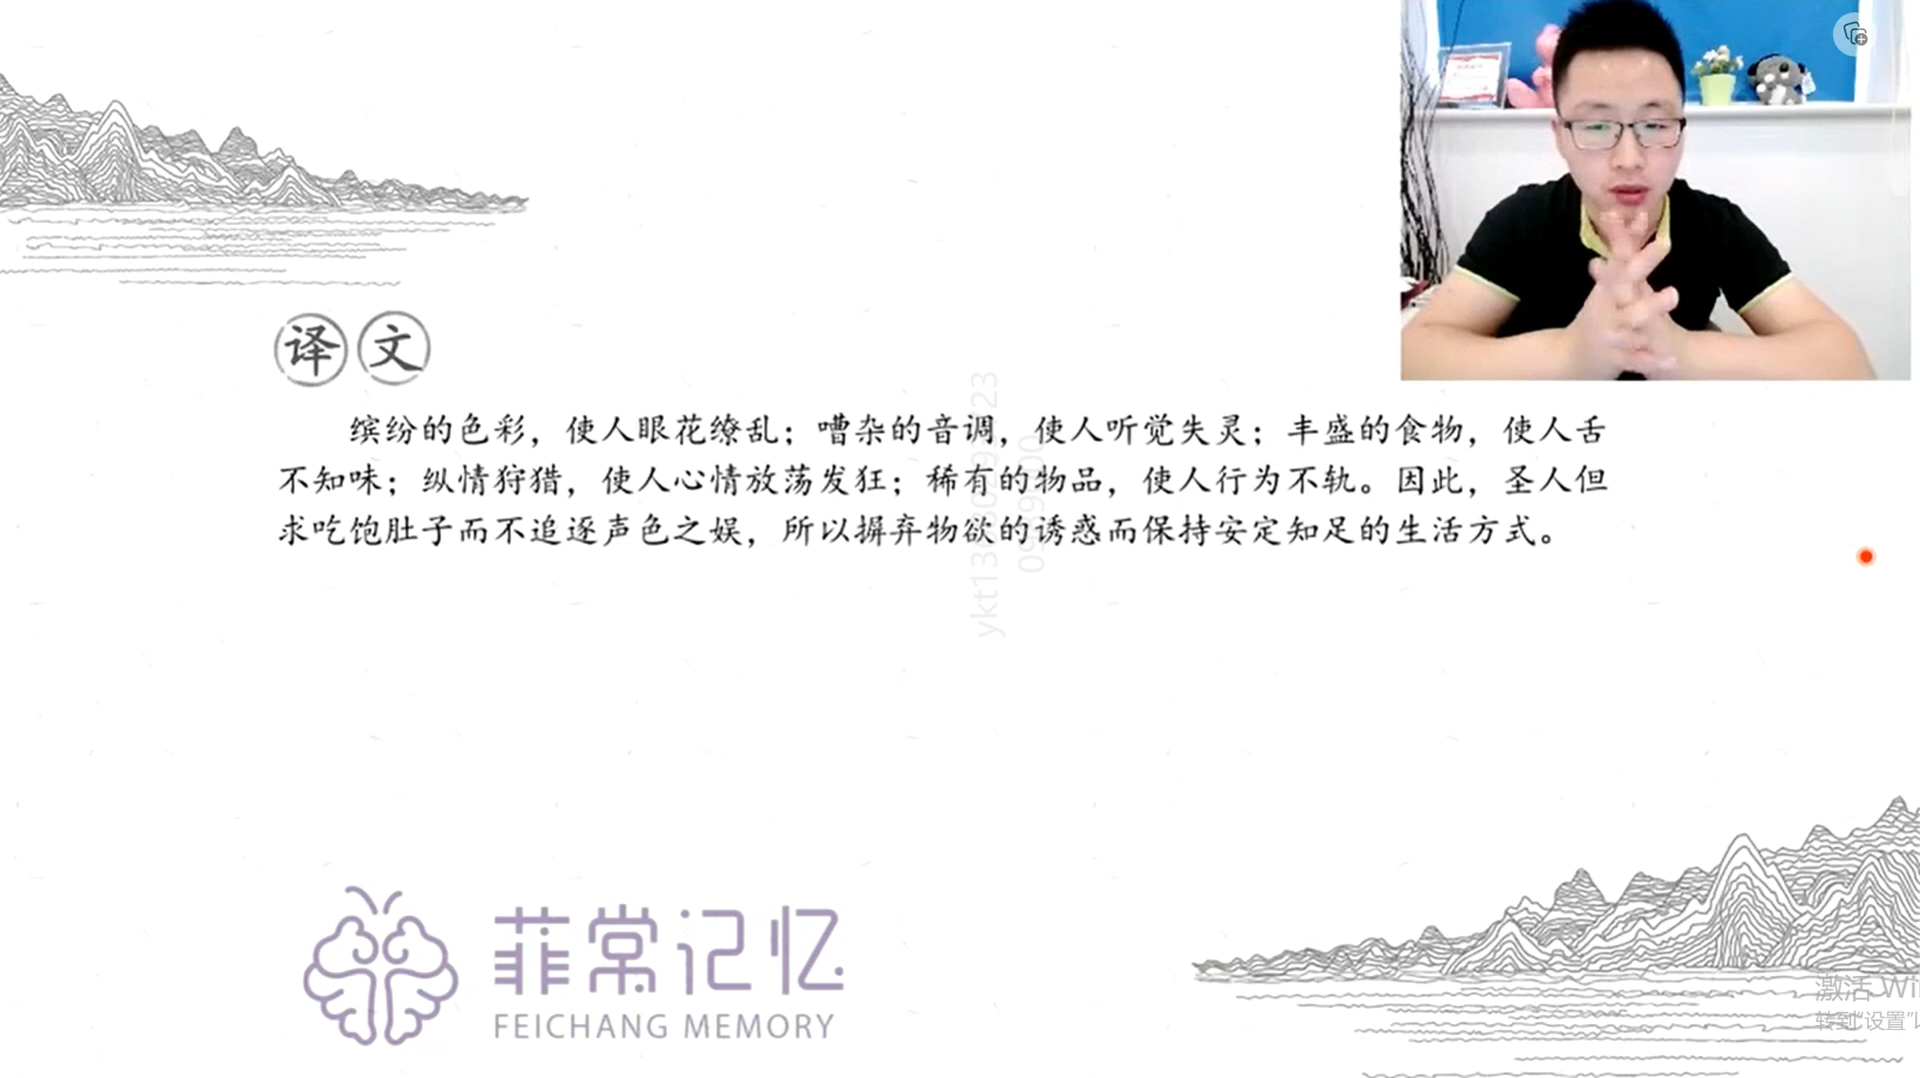 译文
缤纷的色彩，使人眼花缭乱；嘈杂的音调，使人听觉失灵；丰盛的食物，使人舌
不知味；纵情狩猎，使人心情放荡发狂；稀有的物品，使人行为不轨。因此，圣人但
求吃饱肚子而不追逐声色之娱，所以摒弃物欲的诱惑而保持安定知足的生活方式。
菲常记忆
FEICHANG MEMORY
激活 Wi
转到"设置"